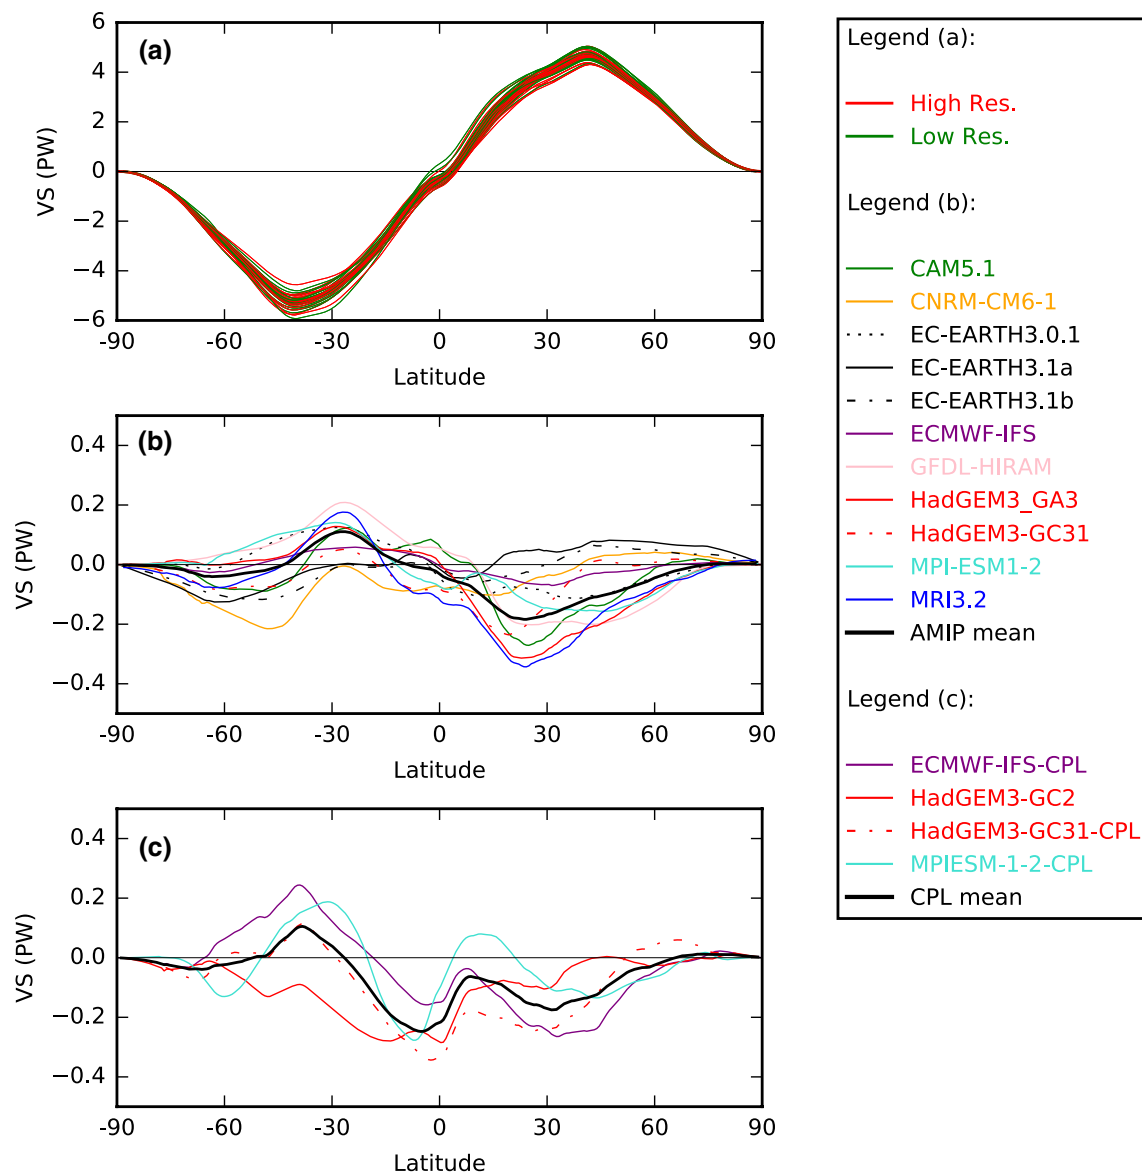 (a)
6
4
2
0
−2
−4
−6
VS (PW)
-90 -60 -30 0 30 60 90
Latitude
(b)
0.4
0.2
0.0
−0.2
−0.4
VS (PW)
-90 -60 -30 0 30 60 90
Latitude
(c)
0.4
0.2
0.0
−0.2
−0.4
VS (PW)
-90 -60 -30 0 30 60 90
Latitude
Legend (a):
High Res.
Low Res.
Legend (b):
CAM5.1
CNRM-CM6-1
EC-EARTH3.0.1
EC-EARTH3.1a
EC-EARTH3.1b
ECMWF-IFS
GFDL-HIRAM
HadGEM3_GA3
HadGEM3-GC31
MPI-ESM1-2
MRI3.2
AMIP mean
Legend (c):
ECMWF-IFS-CPL
HadGEM3-GC2
HadGEM3-GC31-CPL
MPIESM-1-2-CPL
CPL mean